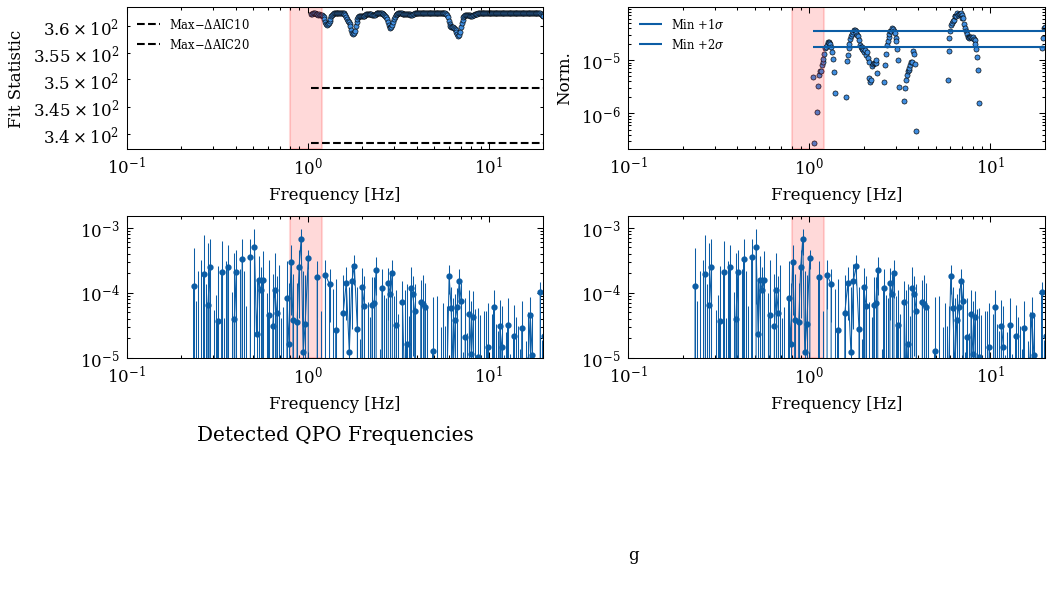 Fit Statistic
3.6 × 10²
3.55 × 10²
3.5 × 10²
3.45 × 10²
3.4 × 10²
Max−ΔAIC10
Max−ΔAIC20
10⁻¹ 10⁰ 10¹
Frequency [Hz]
Norm.
10⁻⁵
10⁻⁶
Min +1σ
Min +2σ
10⁻¹ 10⁰ 10¹
Frequency [Hz]
10⁻³
10⁻⁴
10⁻⁵
10⁻¹ 10⁰ 10¹
Frequency [Hz]
10⁻³
10⁻⁴
10⁻⁵
10⁻¹ 10⁰ 10¹
Frequency [Hz]
Detected QPO Frequencies
g